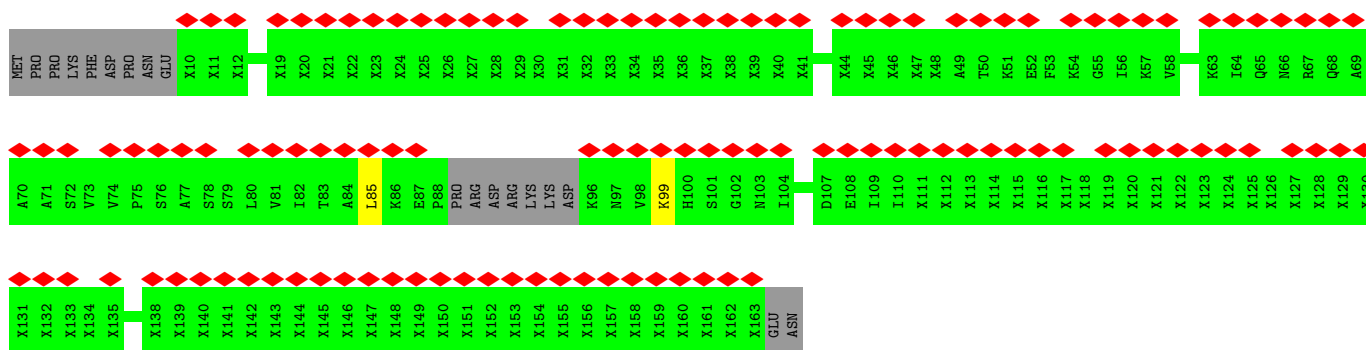 MET PRO PRO LYS PHE ASP PRO ASN GLU X10 X11 X12 X19 X20 X21 X22 X23 X24 X25 X26 X27 X28 X29 X30 X31 X32 X33 X34 X35 X36 X37 X38 X39 X40 X41 X44 X45 X46 X47 X48 A49 T50 K51 E52 F53 K54 G55 I56 K57 V58 K63 I64 Q65 N66 R67 Q68 A69
A70 A71 S72 V73 V74 P75 S76 A77 S78 S79 L80 V81 I82 T83 A84 L85 K86 E87 P88 PRO ARG ASP ARG LYS LYS ASP K96 N97 V98 K99 H100 S101 G102 N103 I104 D107 E108 I109 I110 X111 X112 X113 X114 X115 X116 X117 X118 X119 X120 X121 X122 X123 X124 X125 X126 X127 X128 X129 X130
X131 X132 X133 X134 X135 X138 X139 X140 X141 X142 X143 X144 X145 X146 X147 X148 X149 X150 X151 X152 X153 X154 X155 X156 X157 X158 X159 X160 X161 X162 X163 GLU ASN